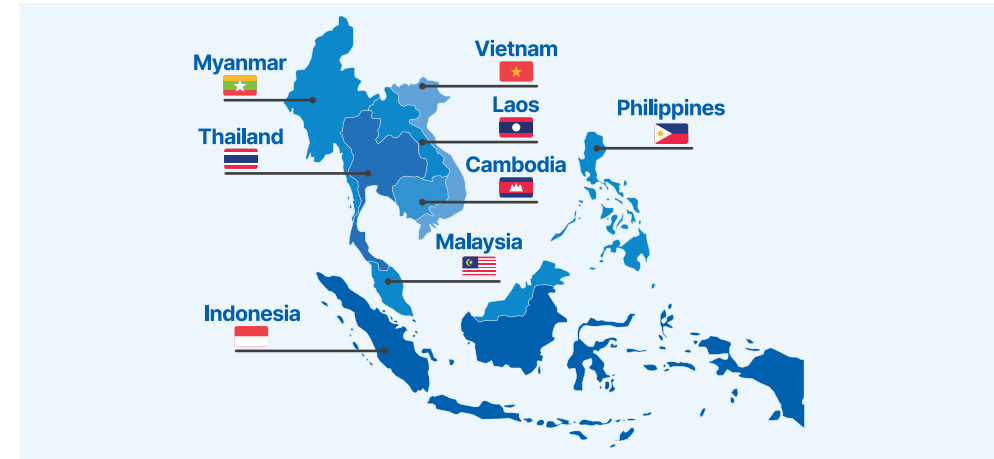 Vietnam
Myanmar
Laos
Philippines
Thailand
Cambodia
Malaysia
Indonesia